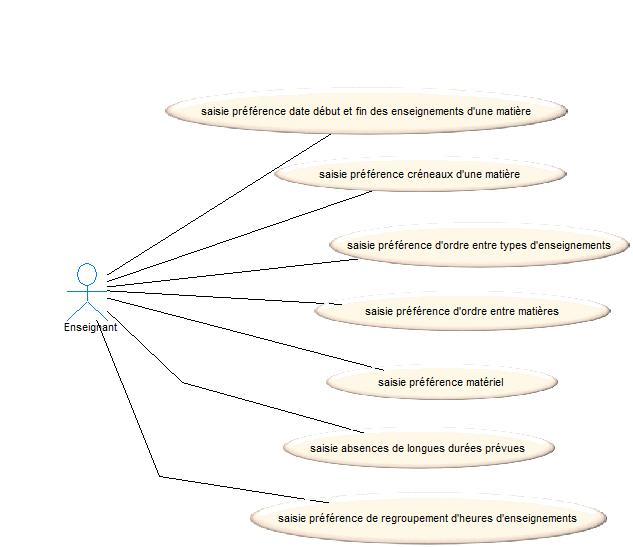 saisie préférence date début et fin des enseignements d'une matière
saisie préférence créneaux d'une matière
saisie préférence d'ordre entre types d'enseignements
saisie préférence d'ordre entre matières
Enseignant
saisie préférence matériel
saisie absences de longues durées prévues
saisie préférence de regroupement d'heures d'enseignements